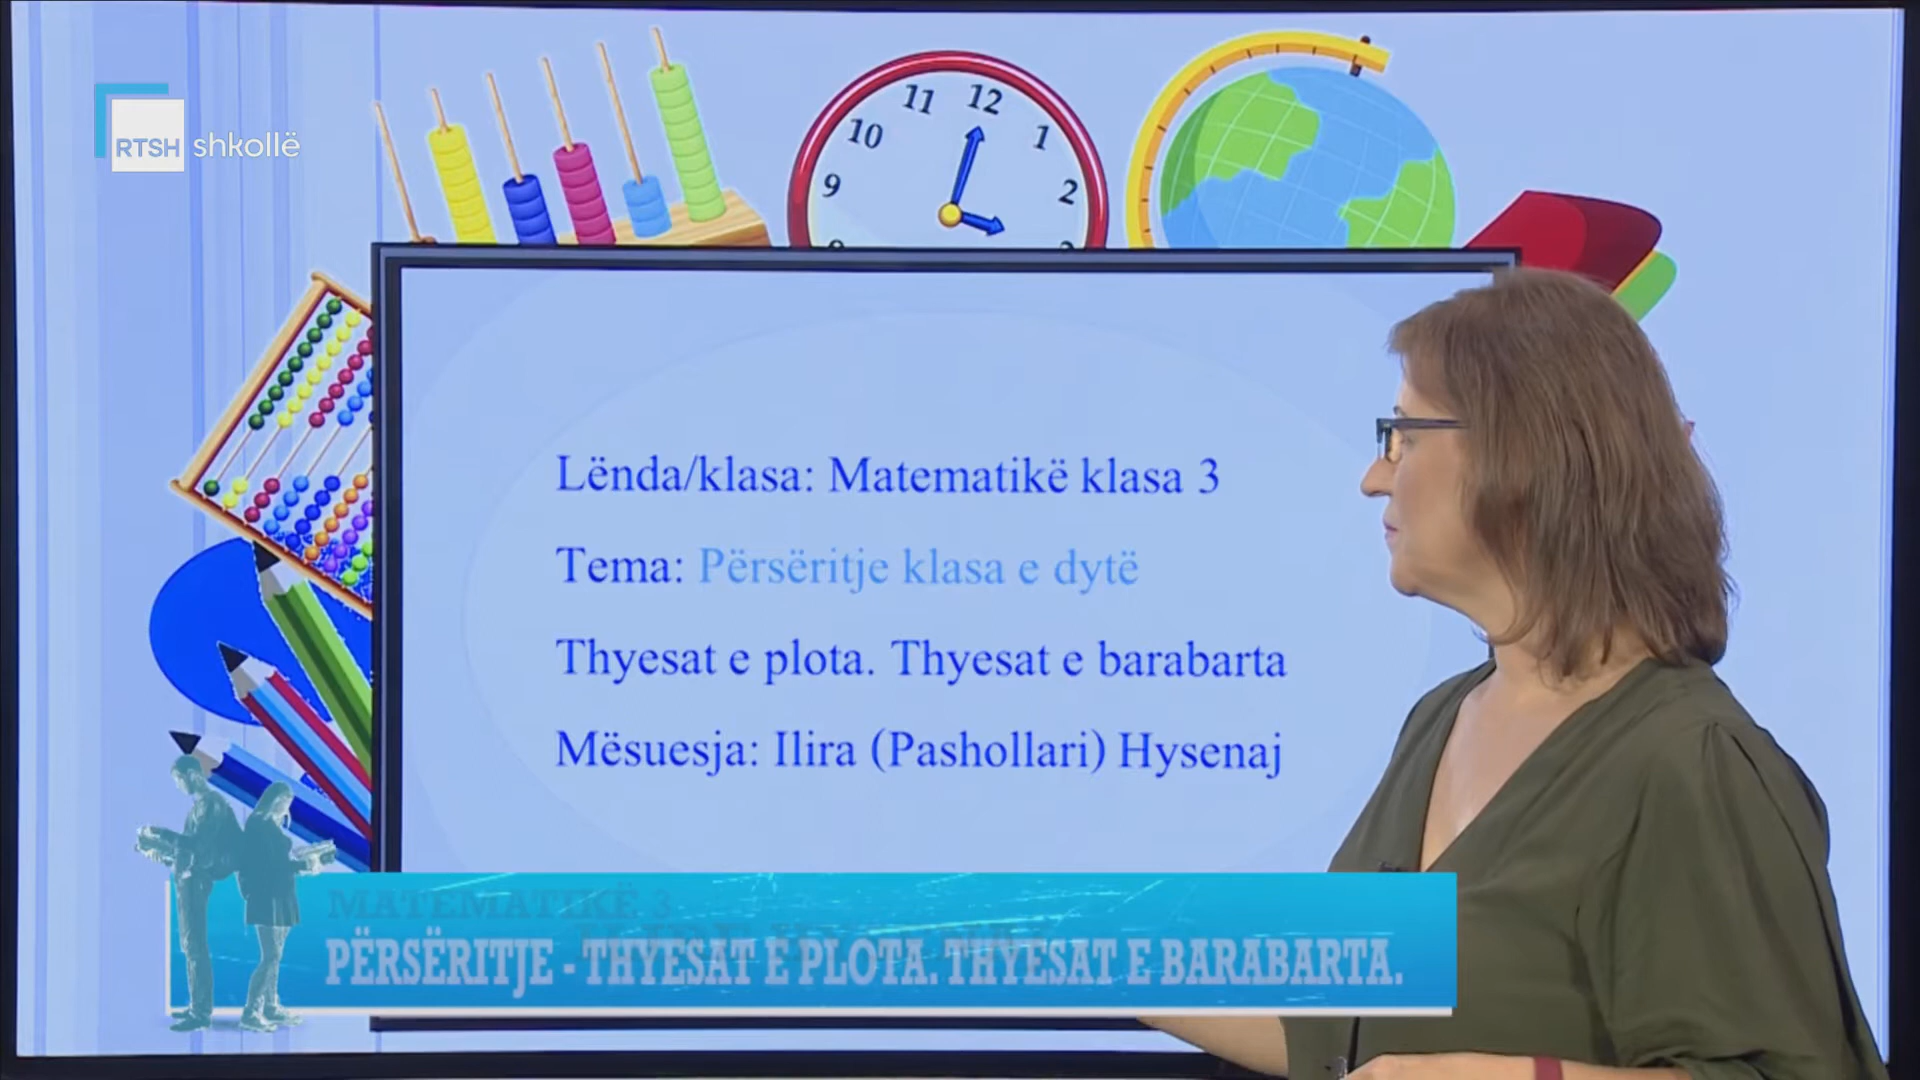 RTSH shkollë
11 12 1
10 2
9
Lënda/klasa: Matematikë klasa 3
Tema: Përsëritje klasa e dytë
Thyesat e plota. Thyesat e barabarta
Mësuesja: Ilira (Pashollari) Hysenaj
MATEMATIKË 3
PËRSËRITJE - THYESAT E PLOTA. THYESAT E BARABARTA.